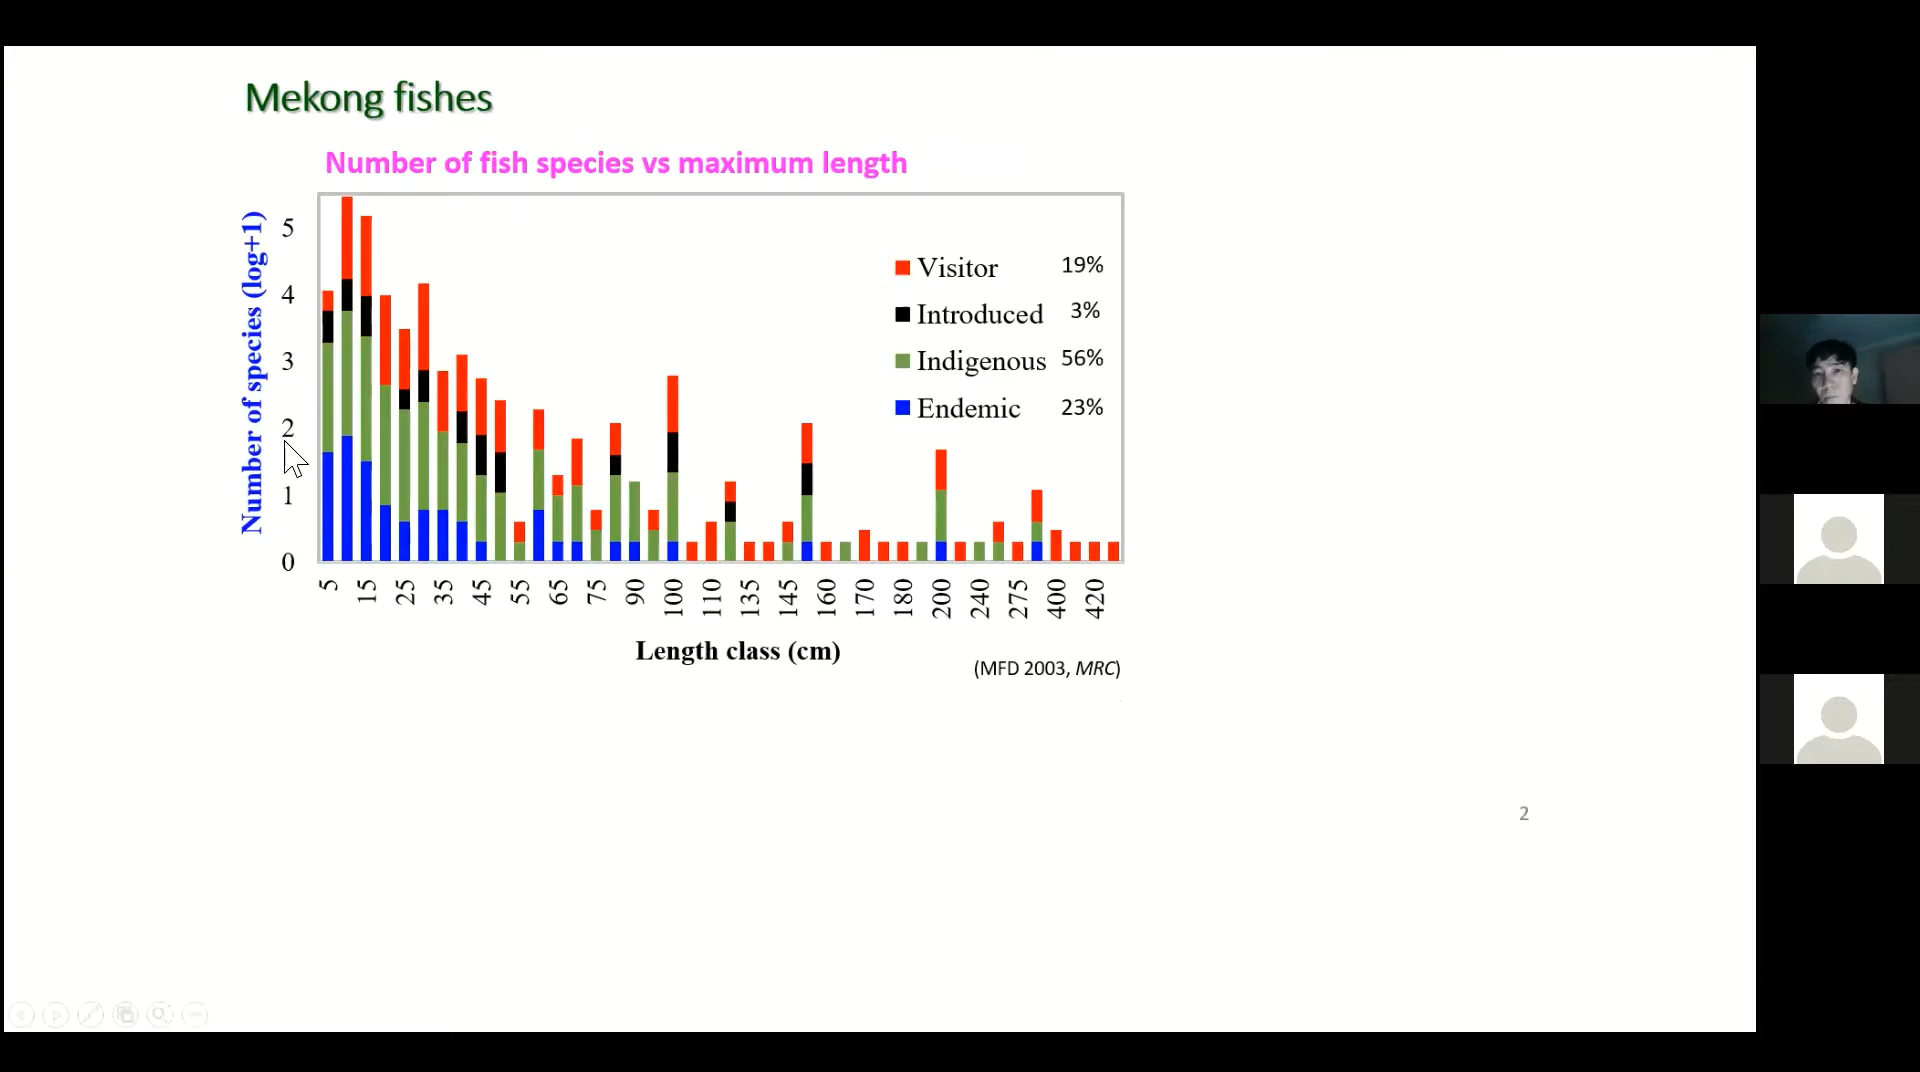 Mekong fishes
Number of fish species vs maximum length
Number of species (log+1)
5
4
3
2
1
0
Visitor 19%
Introduced 3%
Indigenous 56%
Endemic 23%
5 15 25 35 45 55 65 75 90 100 110 135 145 160 170 180 200 240 275 400 420
Length class (cm)
(MFD 2003, MRC)
2